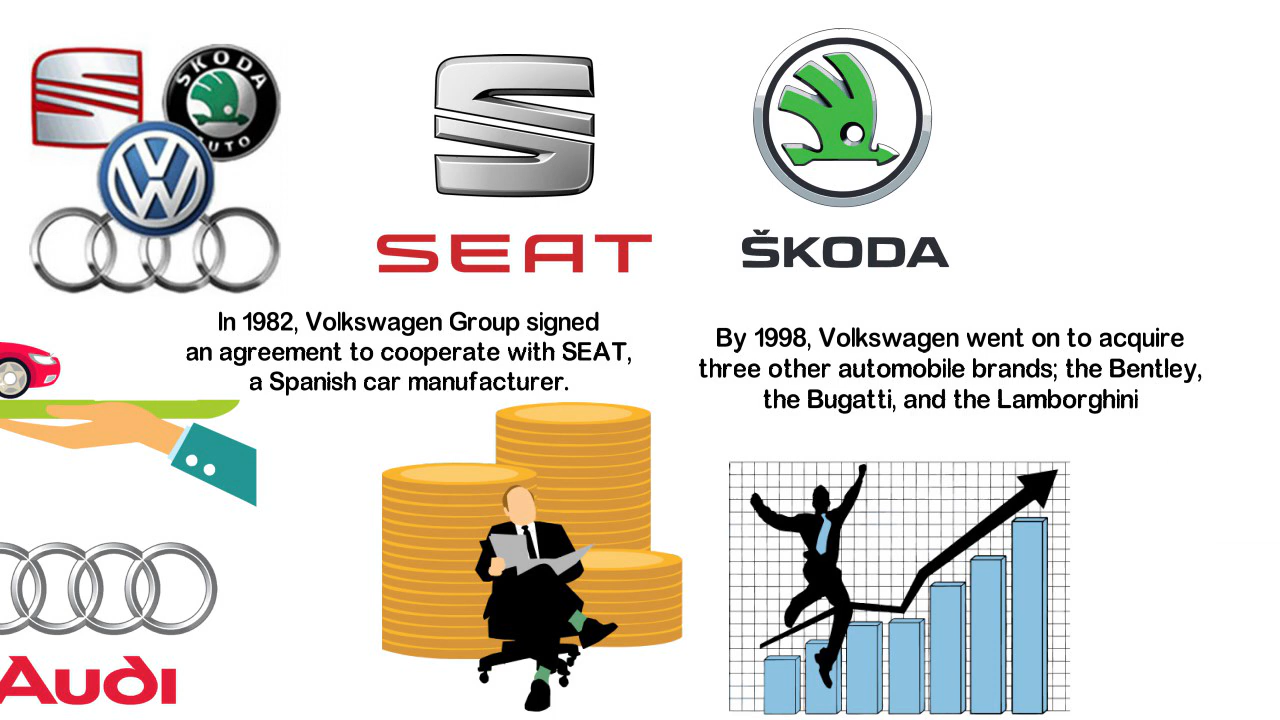 ŠKODA
AUTO
VW
SEAT
ŠKODA
In 1982, Volkswagen Group signed
an agreement to cooperate with SEAT,
a Spanish car manufacturer.
By 1998, Volkswagen went on to acquire
three other automobile brands; the Bentley,
the Bugatti, and the Lamborghini
Audi